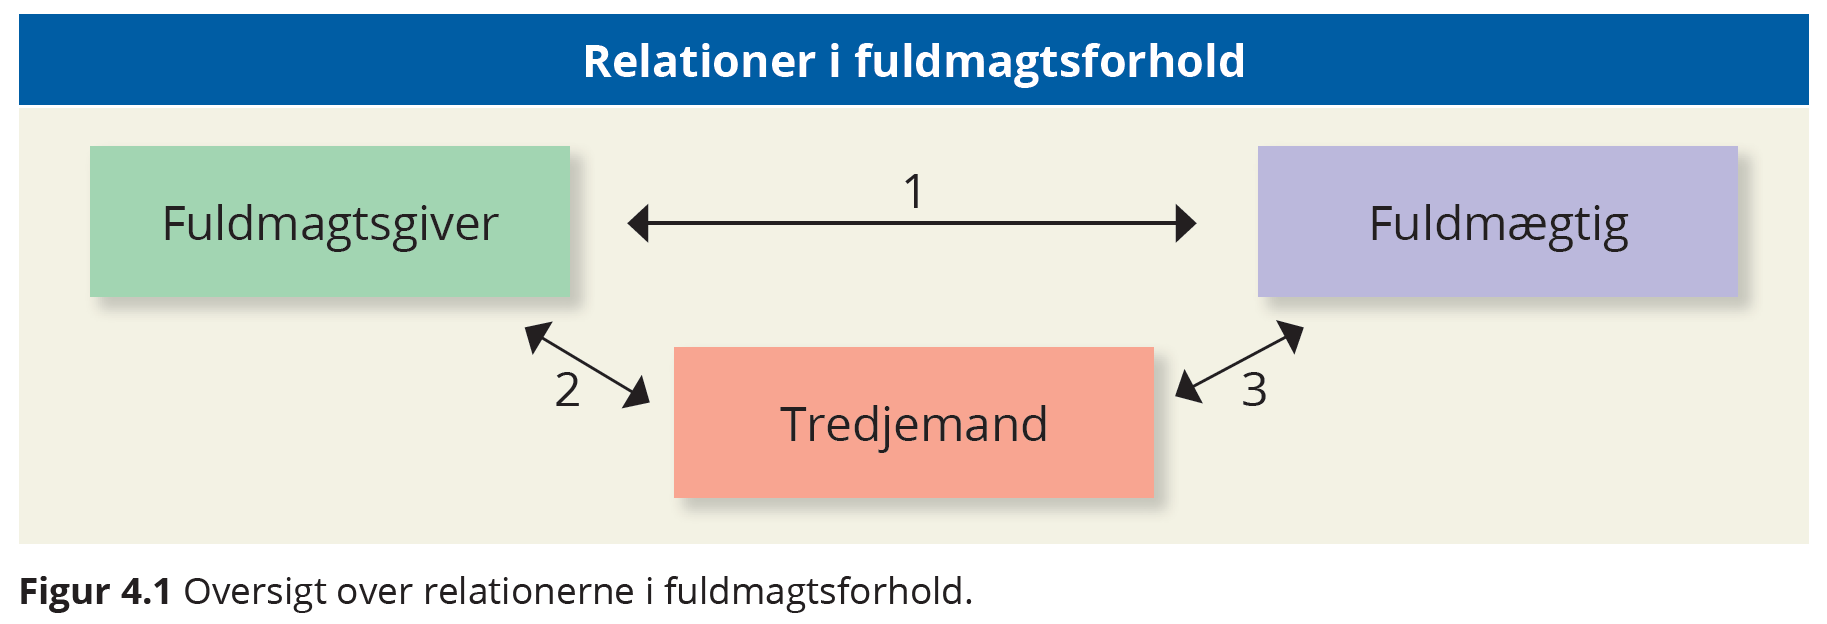 Relationer i fuldmagtsforhold
Fuldmagtsgiver
1
Fuldmægtig
2
Tredjemand
3
Figur 4.1 Oversigt over relationerne i fuldmagtsforhold.